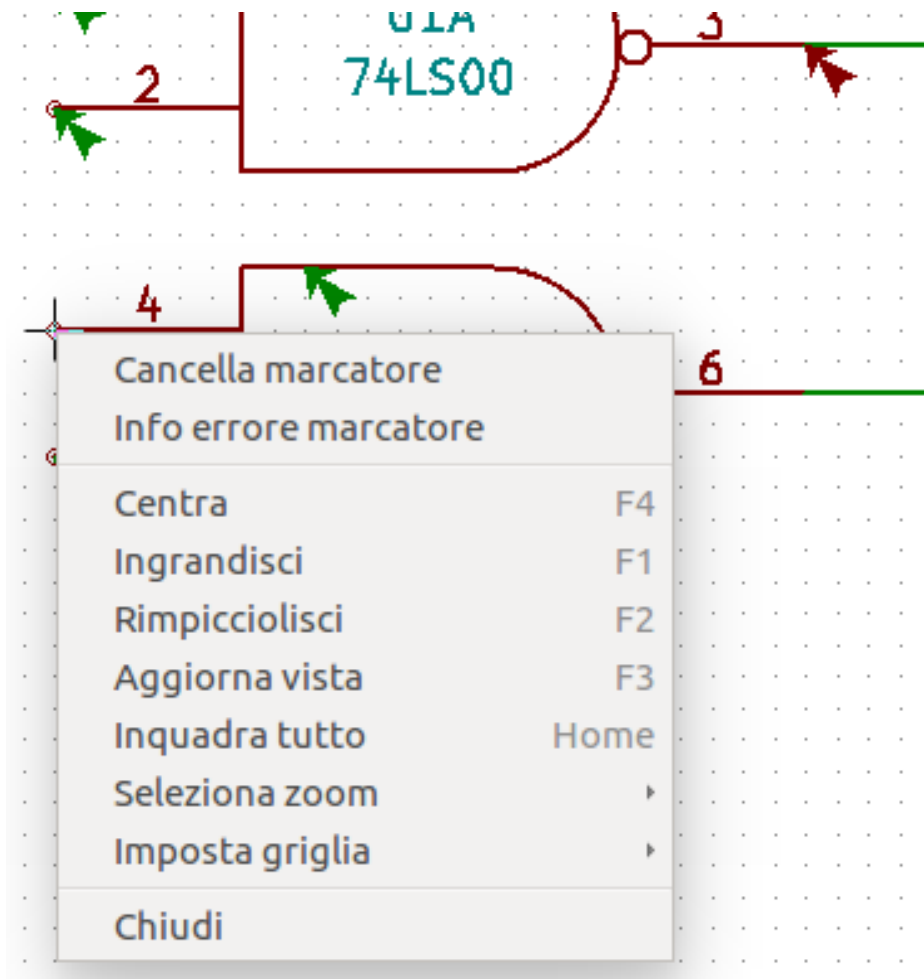 U1A
3
2
74LS00
4
Cancella marcatore
6
Info errore marcatore
Centra F4
Ingrandisci F1
Rimpicciolisci F2
Aggiorna vista F3
Inquadra tutto Home
Seleziona zoom
Imposta griglia
Chiudi